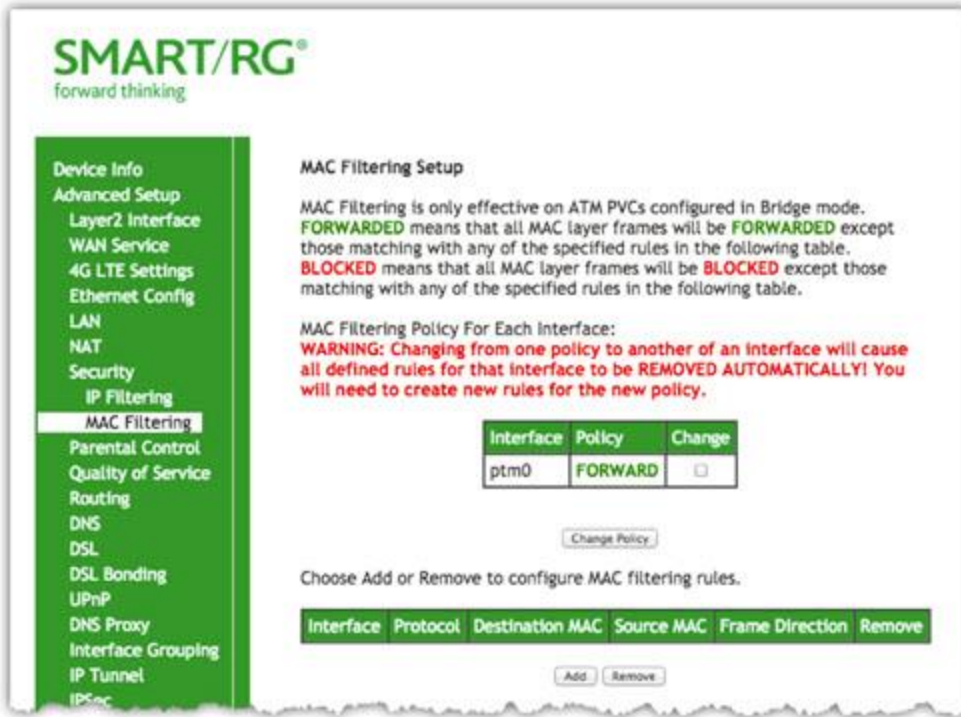 SMART/RG®
forward thinking
Device Info
Advanced Setup
Layer2 Interface
WAN Service
4G LTE Settings
Ethernet Config
LAN
NAT
Security
IP Filtering
MAC Filtering
Parental Control
Quality of Service
Routing
DNS
DSL
DSL Bonding
UPnP
DNS Proxy
Interface Grouping
IP Tunnel
IPSec
MAC Filtering Setup
MAC Filtering is only effective on ATM PVCs configured in Bridge mode.
FORWARDED means that all MAC layer frames will be FORWARDED except
those matching with any of the specified rules in the following table.
BLOCKED means that all MAC layer frames will be BLOCKED except those
matching with any of the specified rules in the following table.
MAC Filtering Policy For Each Interface:
WARNING: Changing from one policy to another of an interface will cause
all defined rules for that interface to be REMOVED AUTOMATICALLY! You
will need to create new rules for the new policy.
Interface Policy Change
ptm0 FORWARD
Change Policy
Choose Add or Remove to configure MAC filtering rules.
Interface Protocol Destination MAC Source MAC Frame Direction Remove
Add Remove